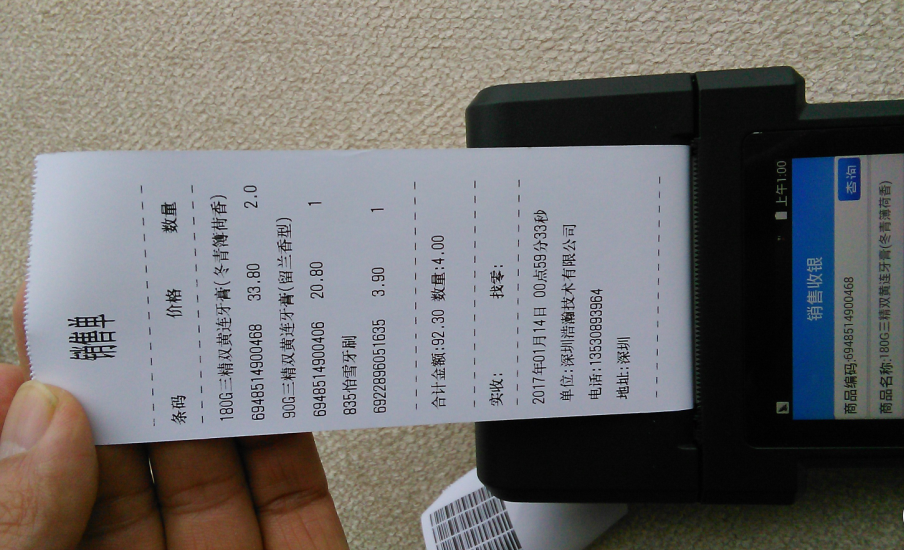 销售单
条码 价格 数量
180G三精双黄连牙膏(冬青薄荷香)
6948514900468 33.80 2.0
90G三精双黄连牙膏(留兰香型)
6948514900406 20.80 1
835怡雪牙刷
6922896051635 3.90 1
合计金额:92.30 数量:4.00
实收: 找零:
2017年01月14日 00点59分33秒
单位:深圳浩瀚技术有限公司
电话:13530893964
地址:深圳
上午1:00
销售收银
商品编码:6948514900468 查询
商品名称:180G三精双黄连牙膏(冬青薄荷香)